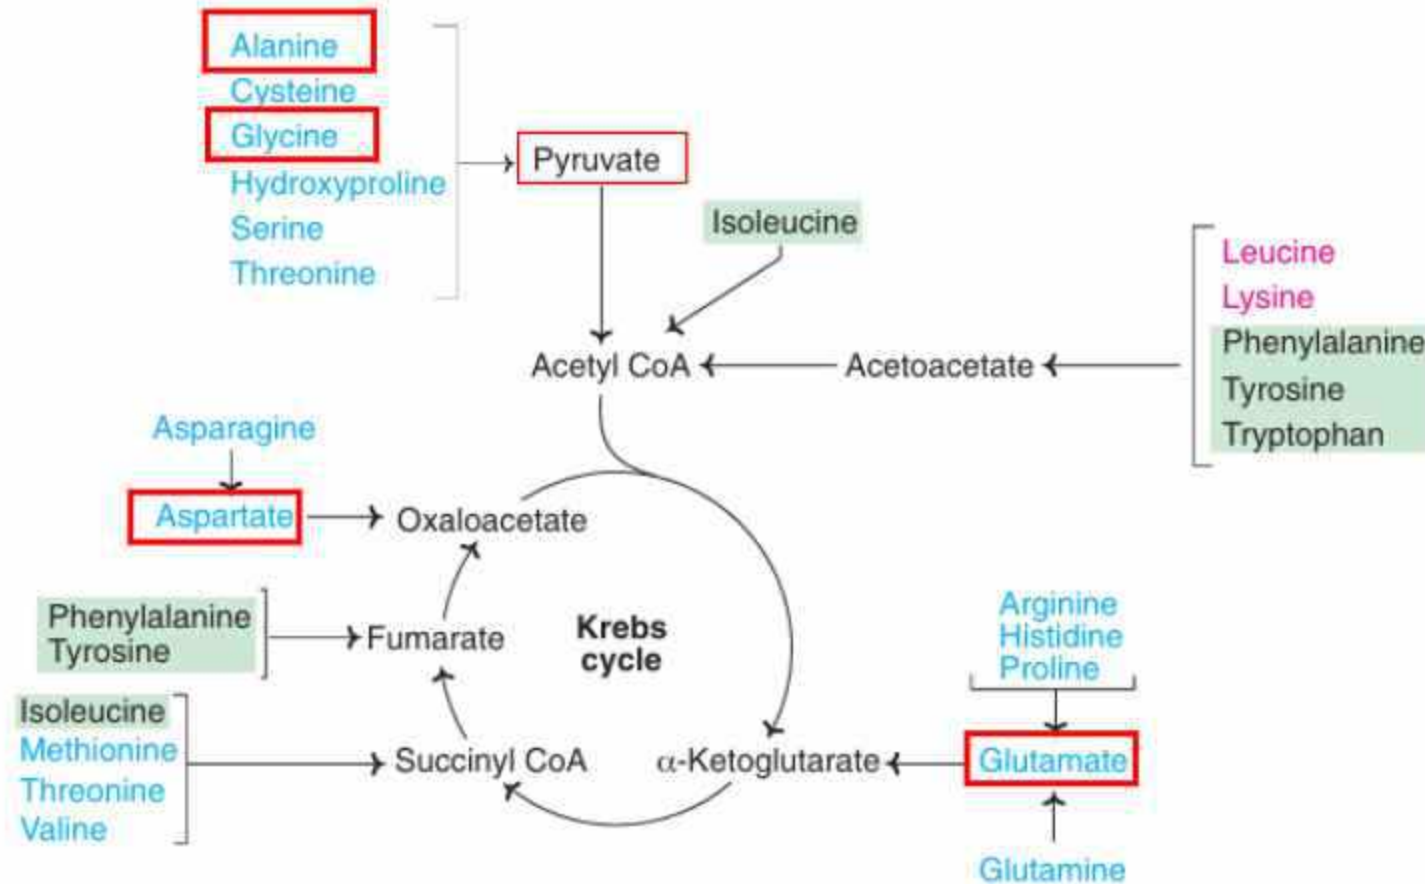 Alanine
Cysteine
Glycine
Hydroxyproline
Serine
Threonine
Pyruvate
Isoleucine
Leucine
Lysine
Phenylalanine
Tyrosine
Tryptophan
Acetyl CoA
Acetoacetate
Asparagine
Aspartate
Oxaloacetate
Phenylalanine
Tyrosine
Fumarate
Krebs
cycle
Arginine
Histidine
Proline
Isoleucine
Methionine
Threonine
Valine
Succinyl CoA
α-Ketoglutarate
Glutamate
Glutamine